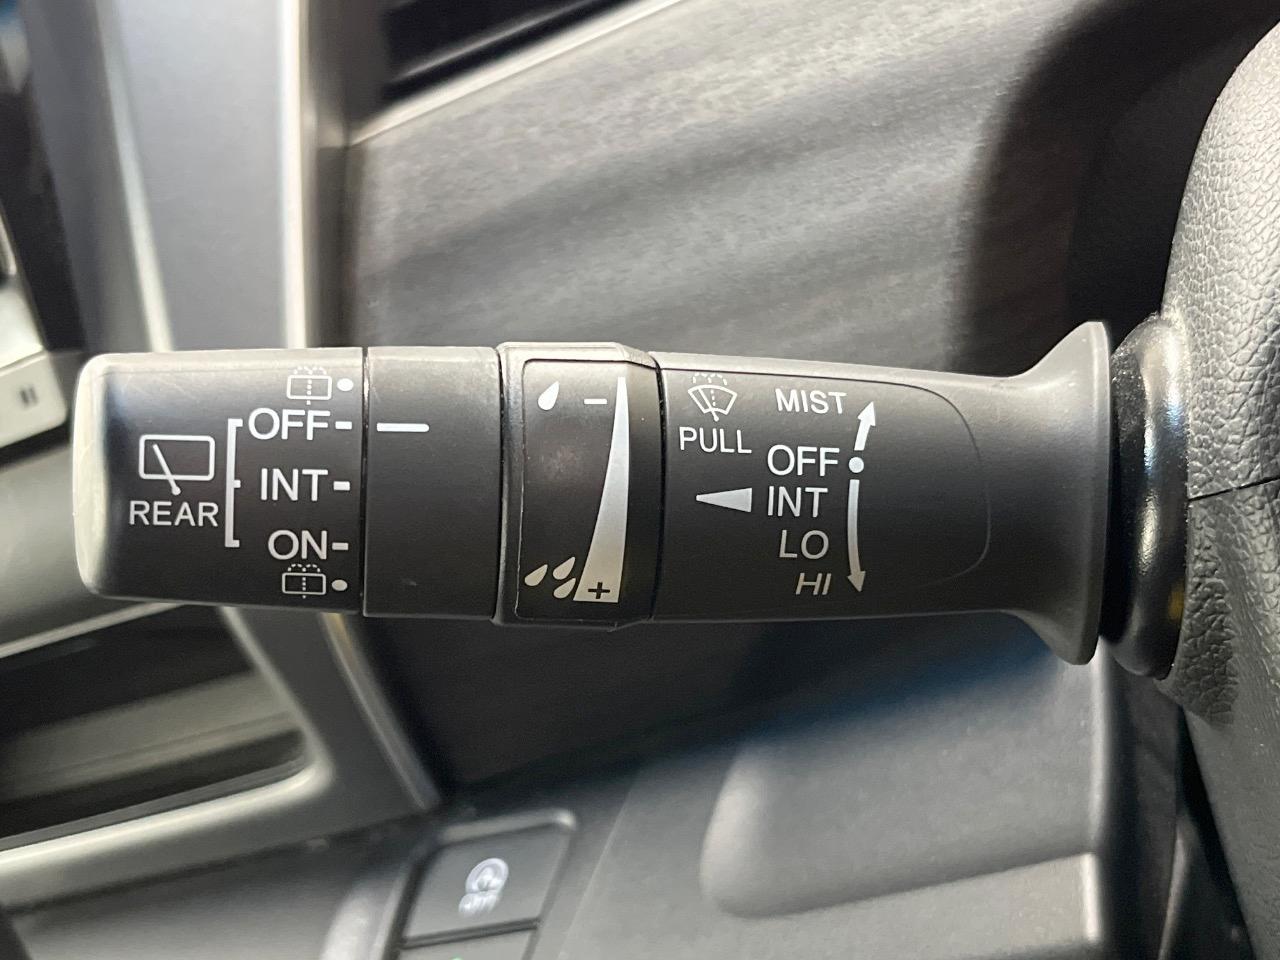 OFF
INT
ON
REAR
−
+
PULL
MIST
OFF
INT
LO
HI